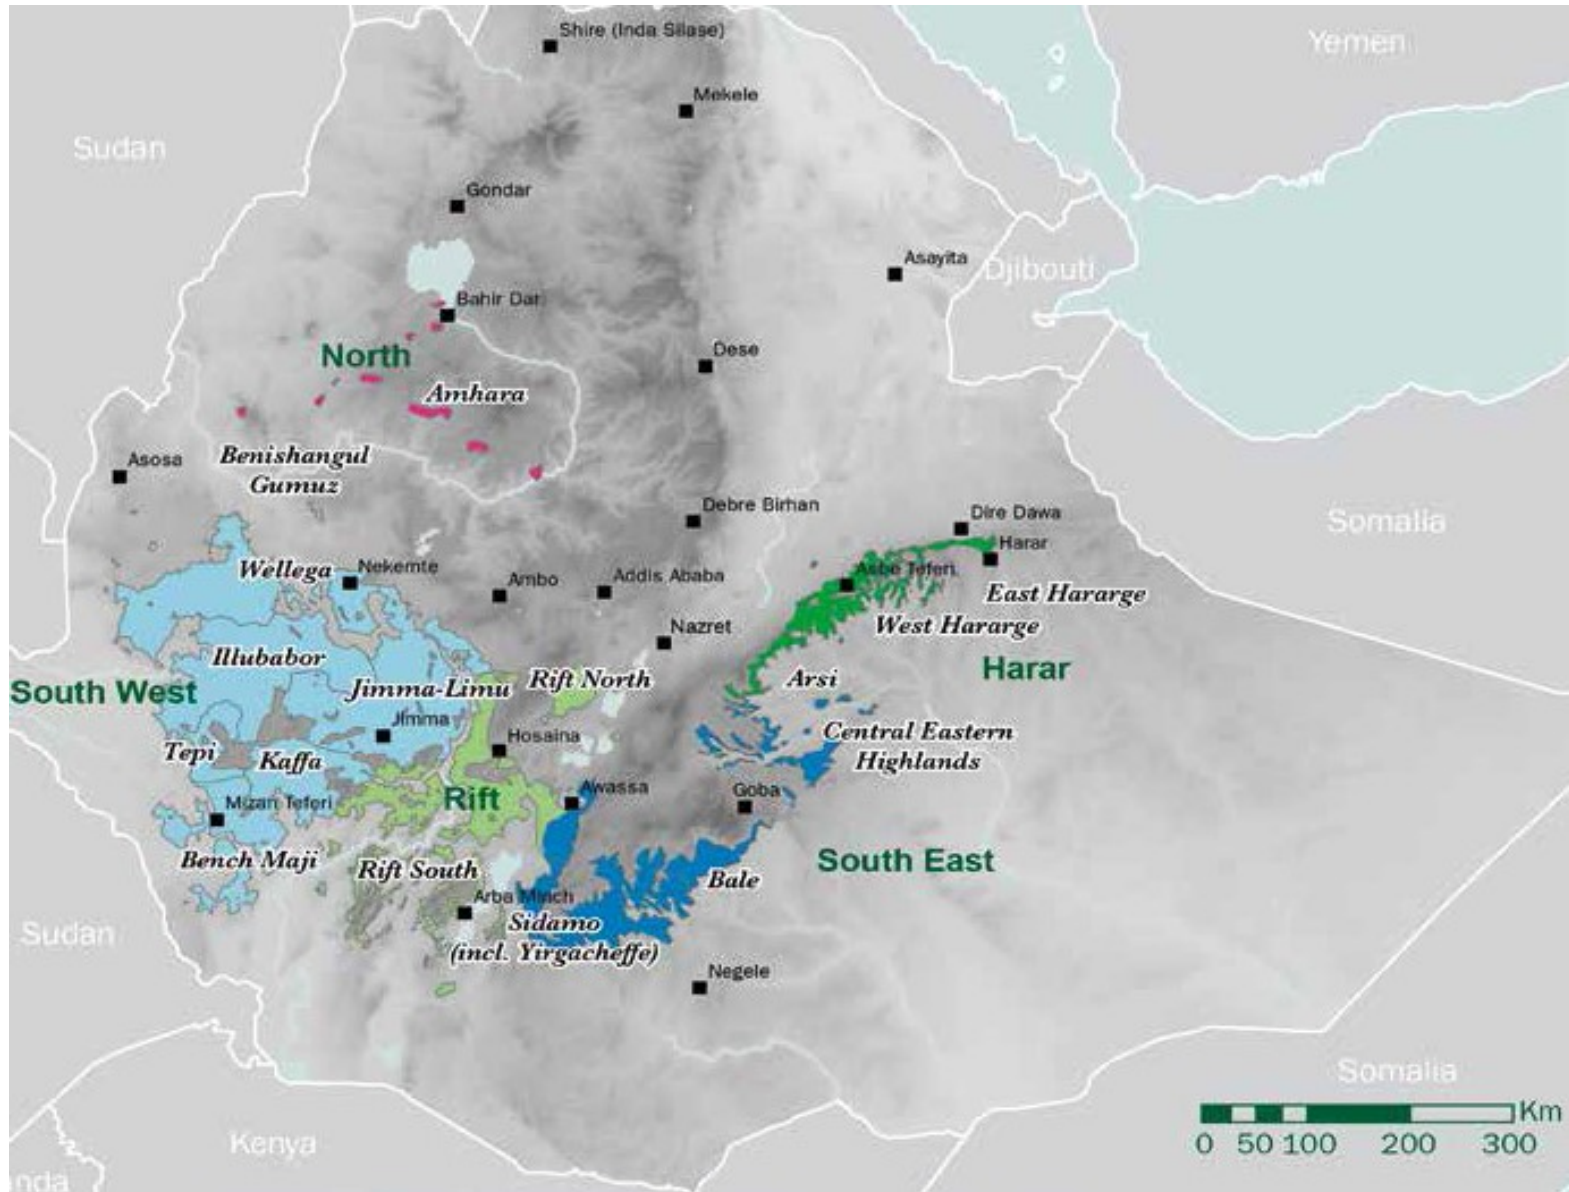 Shire (Inda Silase)
Yemen
Mekele
Sudan
Gondar
Asayita
Djibouti
Bahir Dar
Dese
North
Amhara
Benishangul
Gumuz
Asosa
Debre Birhan
Dire Dawa
Somalia
Harar
Wellega
Nekemte
Ambo
Addis Ababa
Asbe Teferi
East Hararge
Nazret
West Hararge
Illubabor
Harar
South West
Jimma-Limu
Rift North
Arsi
Jimma
Hosaina
Tepi
Kaffa
Central Eastern
Highlands
Awassa
Goba
Rift
Mizan Teferi
Bench Maji
Rift South
South East
Bale
Arba Minch
Sidamo
(incl. Yirgacheffe)
Sudan
Negele
Somalia
Km
0 50 100 200 300
Kenya
nda